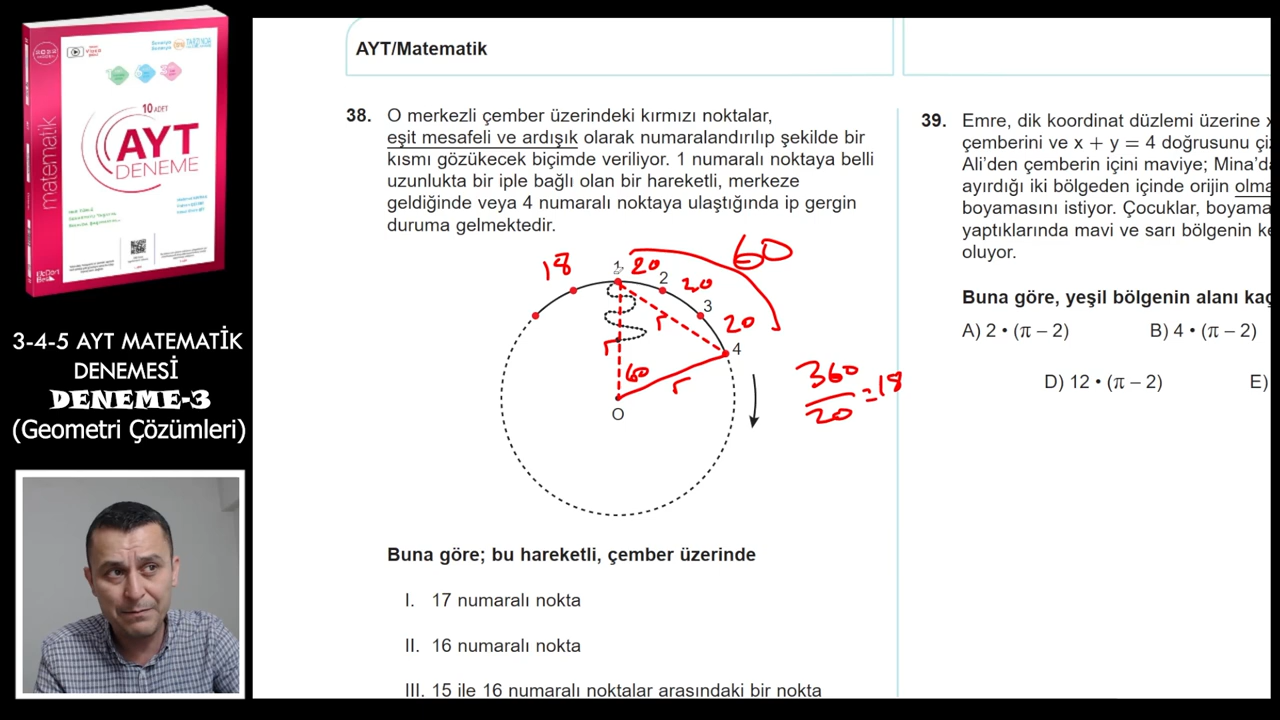 matematik
10 ADET
AYT
DENEME
3-4-5 AYT MATEMATİK
DENEMESİ
DENEME-3
(Geometri Çözümleri)
AYT/Matematik
38. O merkezli çember üzerindeki kırmızı noktalar,
eşit mesafeli ve ardışık olarak numaralandırılıp şekilde bir
kısmı gözükecek biçimde veriliyor. 1 numaralı noktaya belli
uzunlukta bir iple bağlı olan bir hareketli, merkeze
geldiğinde veya 4 numaralı noktaya ulaştığında ip gergin
duruma gelmektedir.
18
1
20
60
2
20
3
20
r
4
r
60
r
O
360
20
=18
Buna göre; bu hareketli, çember üzerinde
I. 17 numaralı nokta
II. 16 numaralı nokta
III. 15 ile 16 numaralı noktalar arasındaki bir nokta
39. Emre, dik koordinat düzlemi üzerine
çemberini ve x + y = 4 doğrusunu
Ali'den çemberin içini maviye;
ayırdığı iki bölgeden içinde orijin
boyamasını istiyor. Çocuklar,
yaptıklarında mavi ve sarı bölgenin
oluyor.
Buna göre, yeşil bölgenin alanı
A) 2 • (π – 2)
B) 4 • (π – 2)
D) 12 • (π – 2)
E)